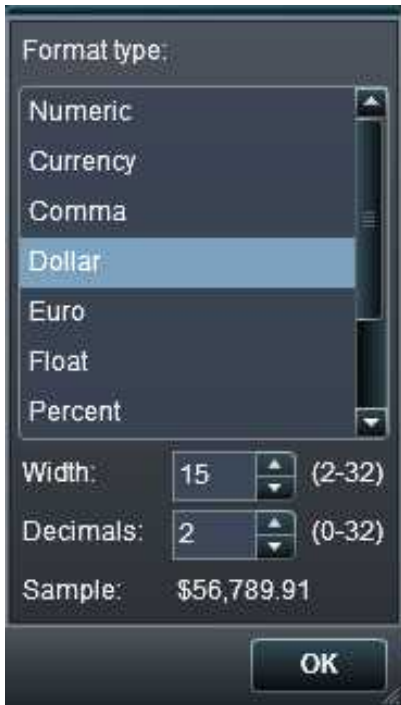 Format type:
Numeric
Currency
Comma
Dollar
Euro
Float
Percent
Width: 15 (2-32)
Decimals: 2 (0-32)
Sample: $56,789.91
OK